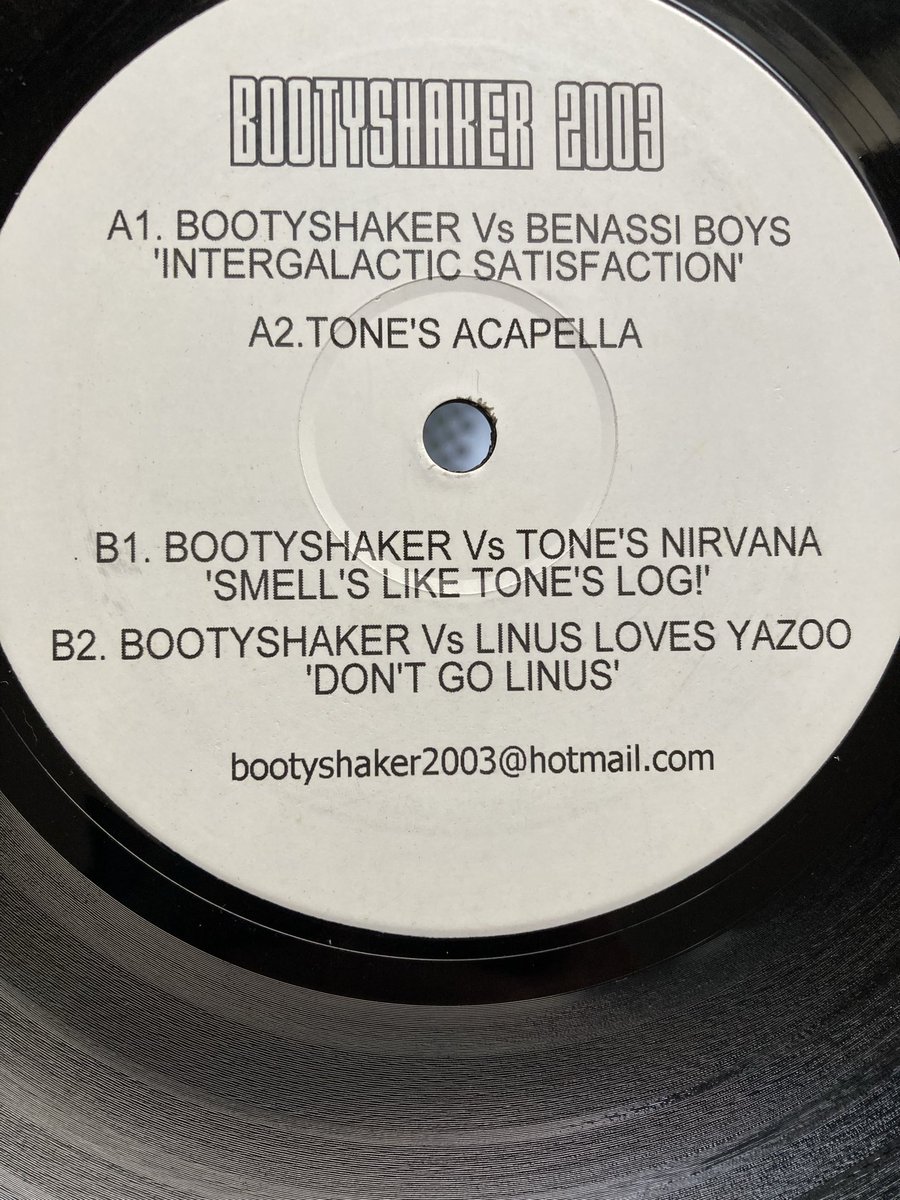 BOOTYSHAKER 2003
A1. BOOTYSHAKER Vs BENASSI BOYS
'INTERGALACTIC SATISFACTION'
A2.TONE'S ACAPELLA
B1. BOOTYSHAKER Vs TONE'S NIRVANA
'SMELL'S LIKE TONE'S LOG!'
B2. BOOTYSHAKER Vs LINUS LOVES YAZOO
'DON'T GO LINUS'
bootyshaker2003@hotmail.com